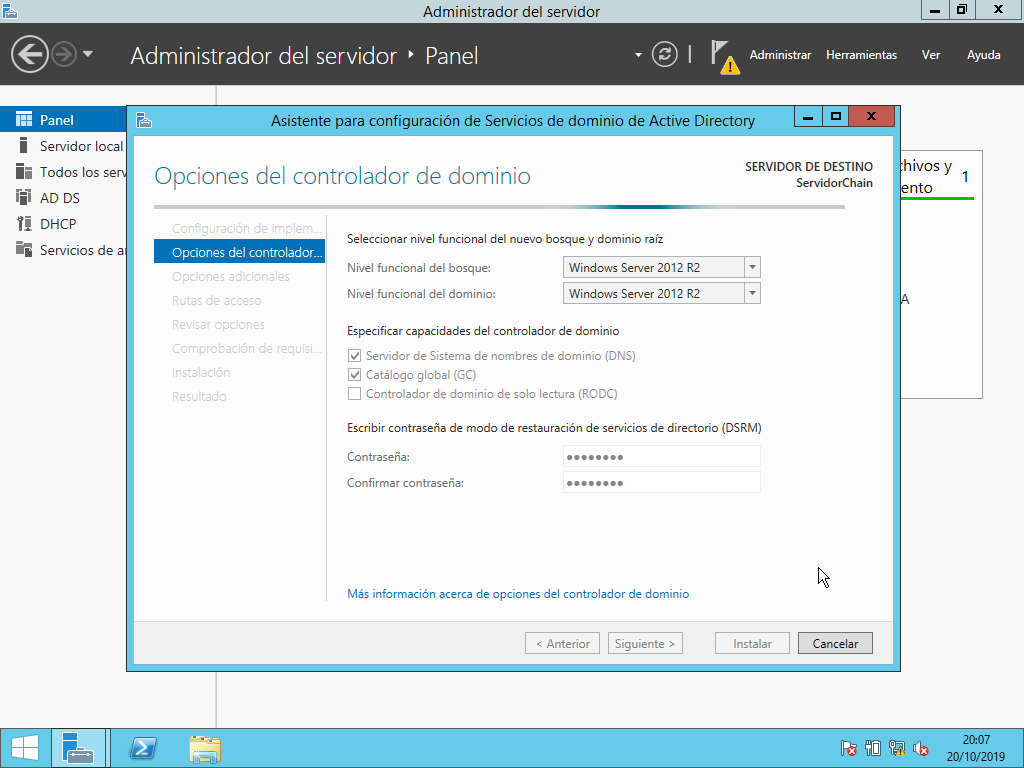 Administrador del servidor
Administrador del servidor ‣ Panel
Administrar Herramientas Ver Ayuda
Panel
Servidor local
Todos los serv
AD DS
DHCP
Servicios de a
Asistente para configuración de Servicios de dominio de Active Directory
Opciones del controlador de dominio
SERVIDOR DE DESTINO
ServidorChain
Configuración de implem...
Opciones del controlador...
Opciones adicionales
Rutas de acceso
Revisar opciones
Comprobación de requisi...
Instalación
Resultado
Seleccionar nivel funcional del nuevo bosque y dominio raíz
Nivel funcional del bosque: Windows Server 2012 R2
Nivel funcional del dominio: Windows Server 2012 R2
Especificar capacidades del controlador de dominio
Servidor de Sistema de nombres de dominio (DNS)
Catálogo global (GC)
Controlador de dominio de solo lectura (RODC)
Escribir contraseña de modo de restauración de servicios de directorio (DSRM)
Contraseña: ●●●●●●●●
Confirmar contraseña: ●●●●●●●●
Más información acerca de opciones del controlador de dominio
< Anterior Siguiente > Instalar Cancelar
chivos y
ento 1
A
20:07
20/10/2019